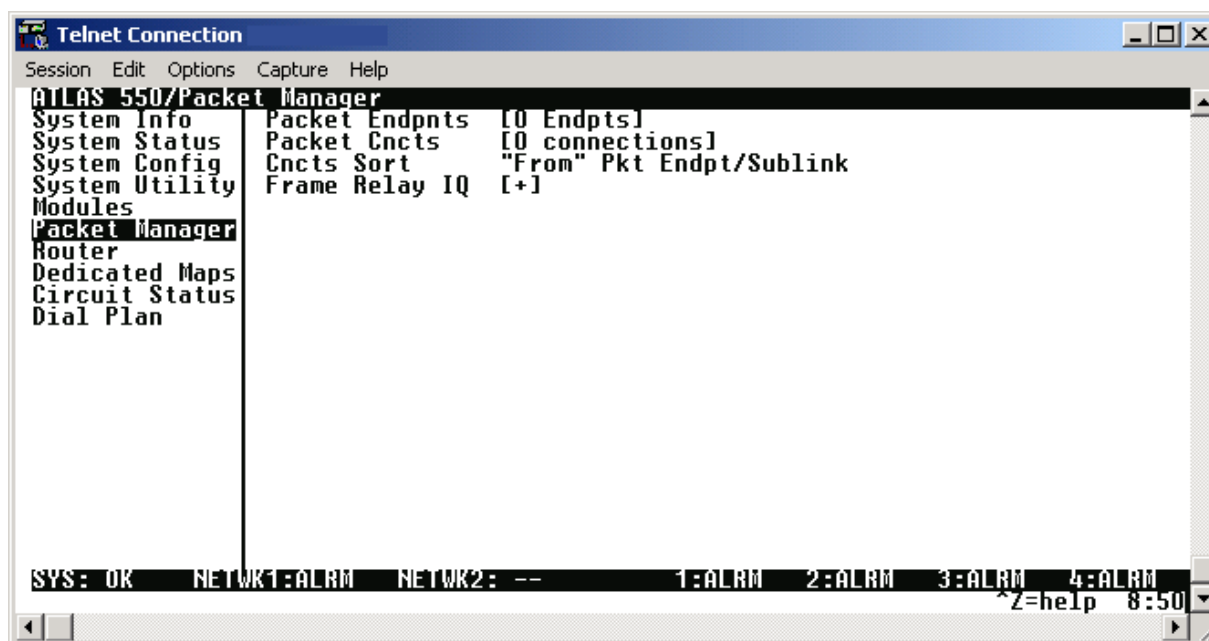 Telnet Connection
Session Edit Options Capture Help
ATLAS 550/Packet Manager
System Info Packet Endpnts [0 Endpts]
System Status Packet Cncts [0 connections]
System Config Cncts Sort "From" Pkt Endpt/Sublink
System Utility Frame Relay IQ [+]
Modules
Packet Manager
Router
Dedicated Maps
Circuit Status
Dial Plan
SYS: OK NETWK1:ALRM NETWK2: -- 1:ALRM 2:ALRM 3:ALRM 4:ALRM
^Z=help 8:50